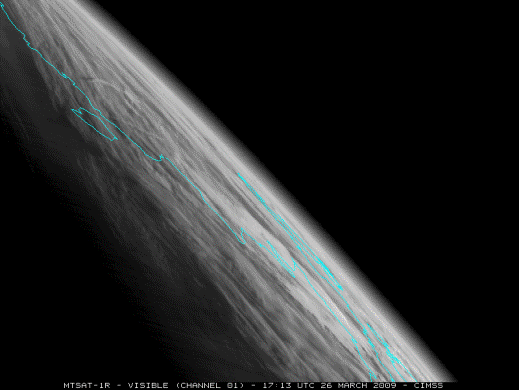 MTSAT-1R - VISIBLE (CHANNEL 01) - 17:13 UTC 26 MARCH 2009 - CIMSS